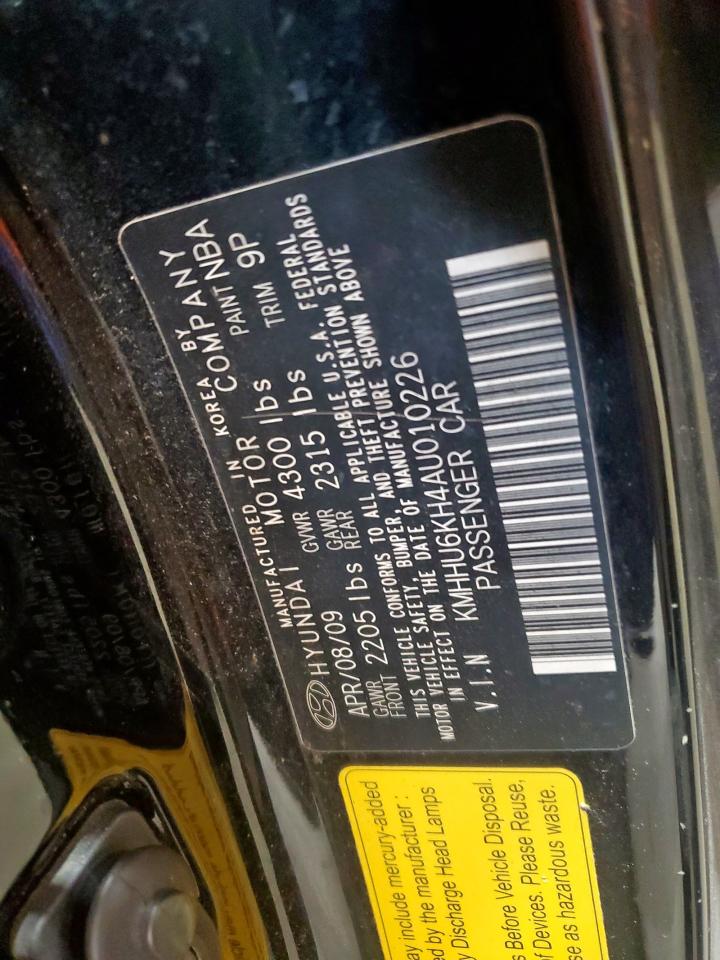 MANUFACTURED IN KOREA BY
HYUNDAI MOTOR COMPANY
APR/08/09 GVWR 4300 lbs PAINT NBA
GAWR FRONT 2205 lbs GAWR REAR 2315 lbs TRIM 9P
THIS VEHICLE CONFORMS TO ALL APPLICABLE U.S.A. FEDERAL
MOTOR VEHICLE SAFETY, BUMPER, AND THEFT PREVENTION STANDARDS
IN EFFECT ON THE DATE OF MANUFACTURE SHOWN ABOVE
V.I.N KMHHU6KH4AU010226
PASSENGER CAR
ay include mercury-added
ed by the manufacturer :
y Discharge Head Lamps
s Before Vehicle Disposal.
of Devices. Please Reuse,
se as hazardous waste.